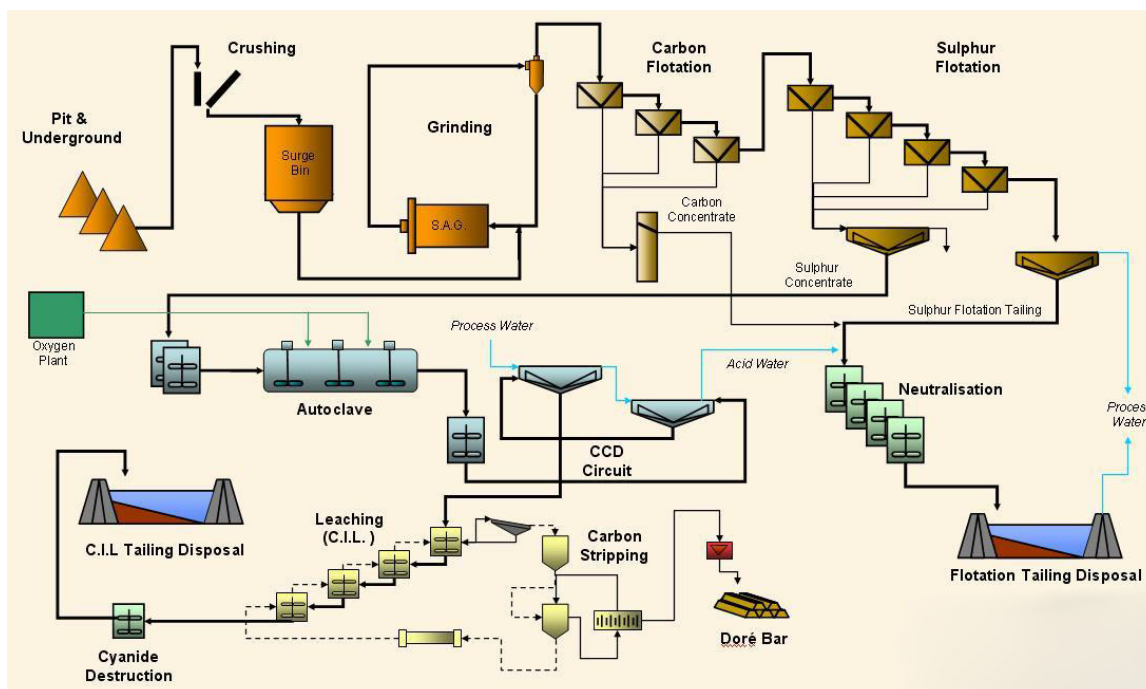 Crushing
Carbon
Flotation
Sulphur
Flotation
Pit &
Underground
Grinding
Surge
Bin
S.A.G.
Carbon
Concentrate
Sulphur
Concentrate
Sulphur Flotation Tailing
Oxygen
Plant
Process Water
Acid Water
Autoclave
Neutralisation
Process
Water
CCD
Circuit
C.I.L Tailing Disposal
Leaching
(C.I.L. )
Carbon
Stripping
Flotation Tailing Disposal
Doré Bar
Cyanide
Destruction